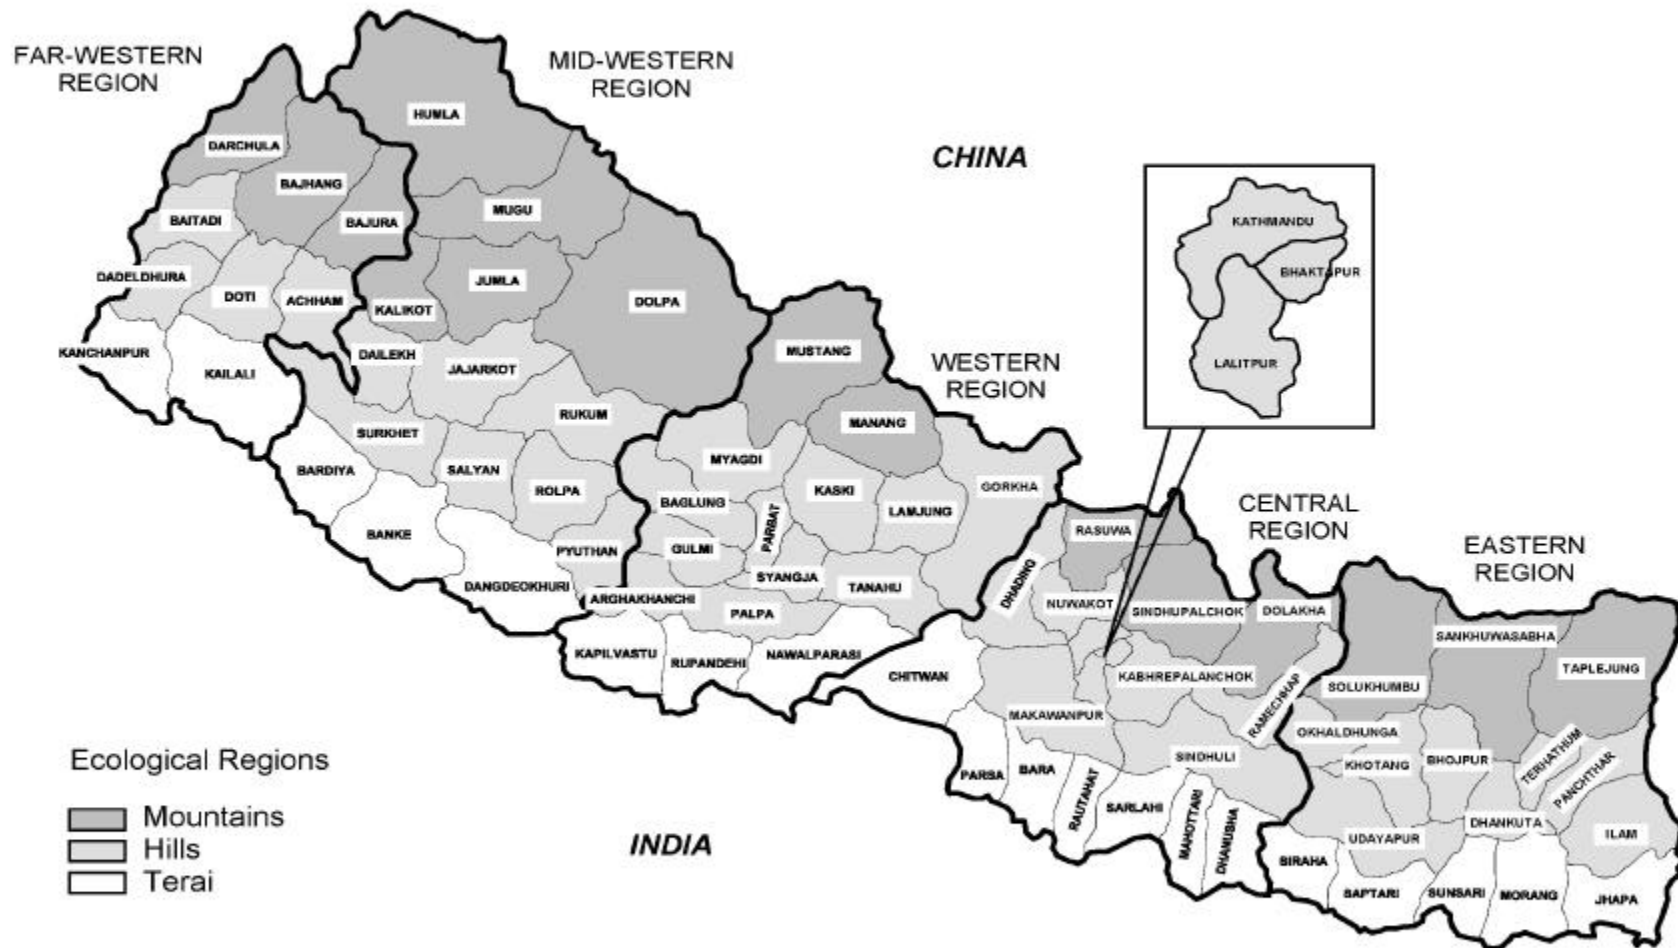 FAR-WESTERN
REGION
MID-WESTERN
REGION
CHINA
WESTERN
REGION
CENTRAL
REGION
EASTERN
REGION
INDIA
HUMLA
DARCHULA
BAJHANG
BAITADI
BAJURA
MUGU
DADELDHURA
DOTI
ACHHAM
KALIKOT
JUMLA
DOLPA
KANCHANPUR
KAILALI
DAILEKH
JAJARKOT
RUKUM
SURKHET
BARDIYA
SALYAN
ROLPA
BANKE
PYUTHAN
DANGDEOKHURI
MUSTANG
MANANG
MYAGDI
BAGLUNG
PARBAT
KASKI
LAMJUNG
GORKHA
GULMI
SYANGJA
TANAHU
ARGHAKHANCHI
PALPA
KAPILVASTU
RUPANDEHI
NAWALPARASI
KATHMANDU
BHAKTAPUR
LALITPUR
RASUWA
DHADING
NUWAKOT
SINDHUPALCHOK
DOLAKHA
CHITWAN
KABHREPALANCHOK
MAKAWANPUR
RAMECHHAP
SINDHULI
PARSA
BARA
RAUTAHAT
SARLAHI
MAHOTTARI
DHANUSHA
SANKHUWASABHA
TAPLEJUNG
SOLUKHUMBU
OKHALDHUNGA
KHOTANG
BHOJPUR
TERHATHUM
PANCHTHAR
DHANKUTA
UDAYAPUR
ILAM
SIRAHA
SAPTARI
SUNSARI
MORANG
JHAPA
Ecological Regions
Mountains
Hills
Terai